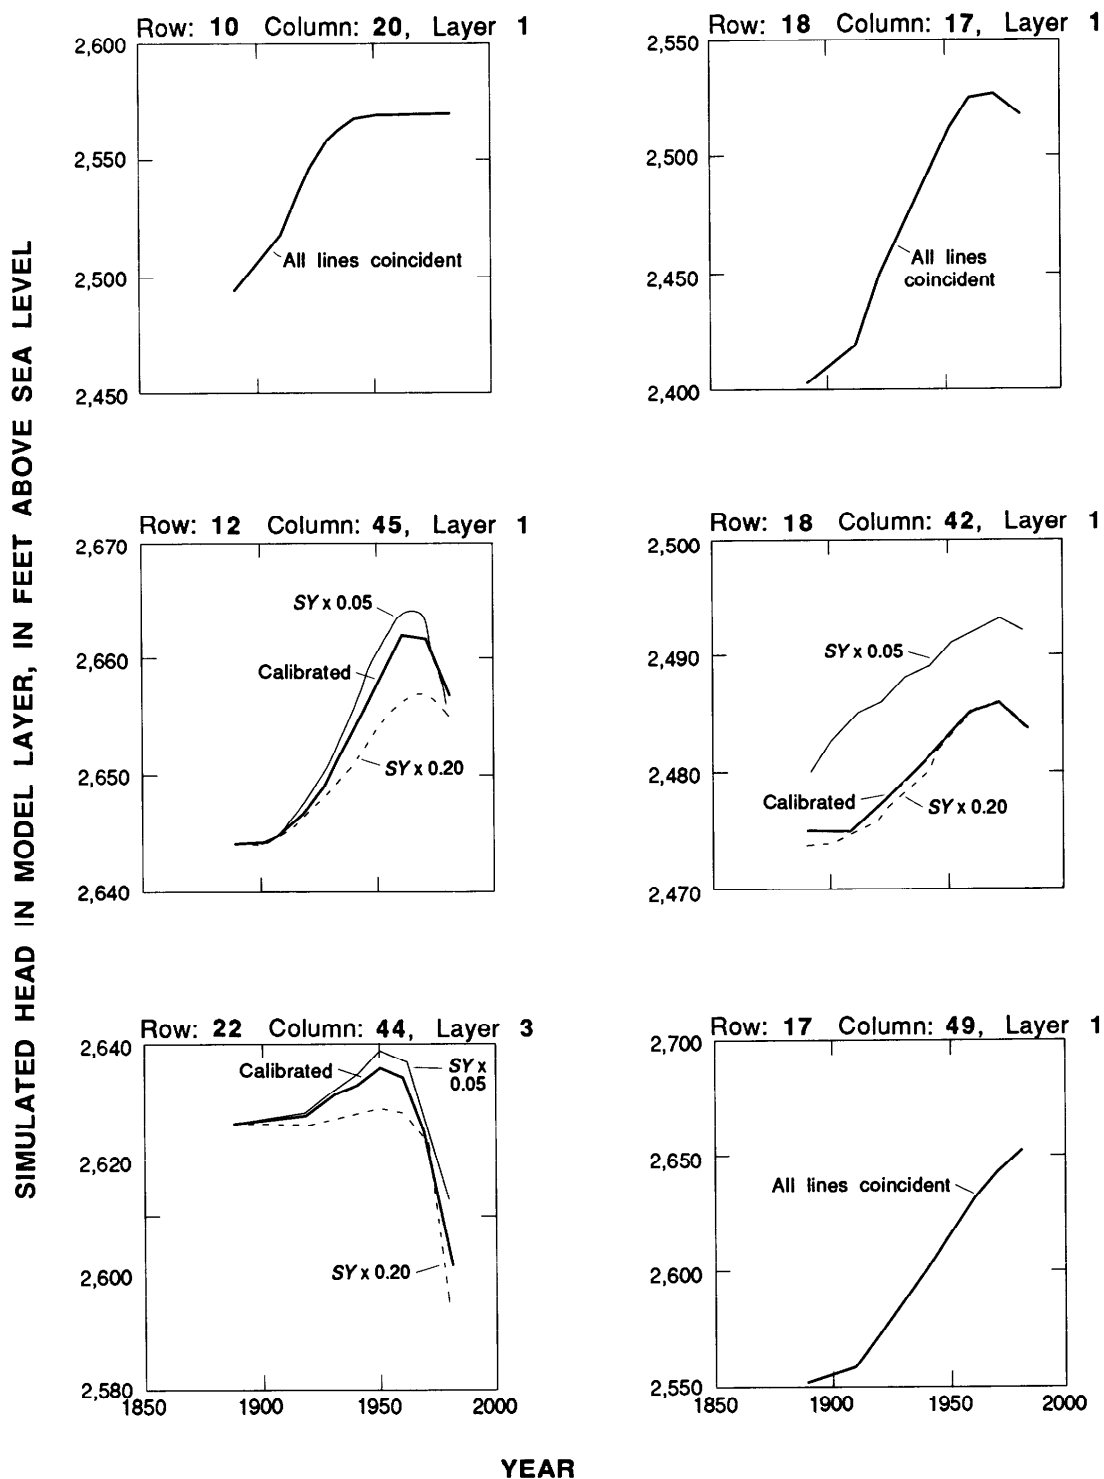 SIMULATED HEAD IN MODEL LAYER, IN FEET ABOVE SEA LEVEL
Row: 10 Column: 20, Layer 1
2,600
2,550
2,500
2,450
All lines coincident
Row: 18 Column: 17, Layer 1
2,550
2,500
2,450
2,400
All lines
coincident
Row: 12 Column: 45, Layer 1
2,670
2,660
2,650
2,640
SY x 0.05
Calibrated
SY x 0.20
Row: 18 Column: 42, Layer 1
2,500
2,490
2,480
2,470
SY x 0.05
Calibrated
SY x 0.20
Row: 22 Column: 44, Layer 3
2,640
2,620
2,600
2,580
Calibrated
SY x
0.05
SY x 0.20
1850 1900 1950 2000
Row: 17 Column: 49, Layer 1
2,700
2,650
2,600
2,550
All lines coincident
1850 1900 1950 2000
YEAR